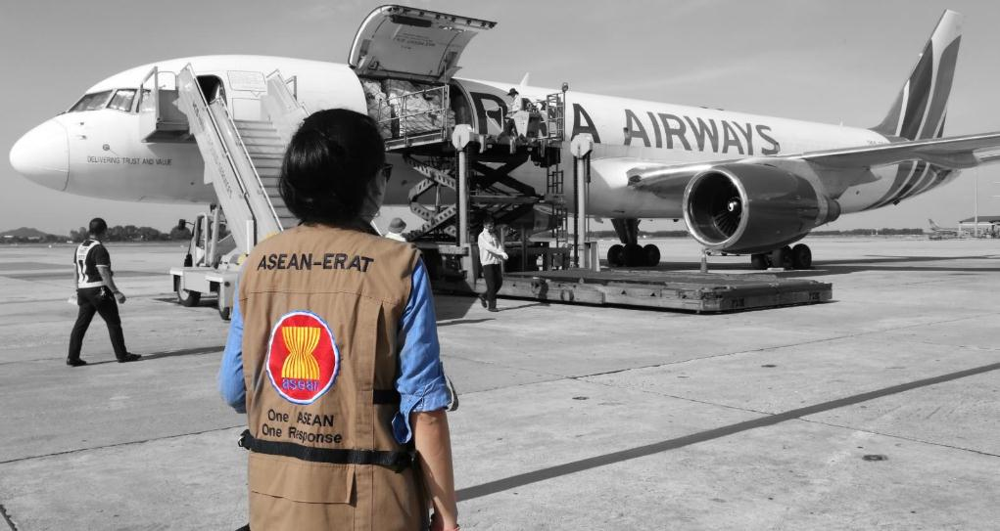 DELIVERING TRUST AND VALUE
A AIRWAYS
ASEAN-ERAT
asean
One ASEAN
One Response